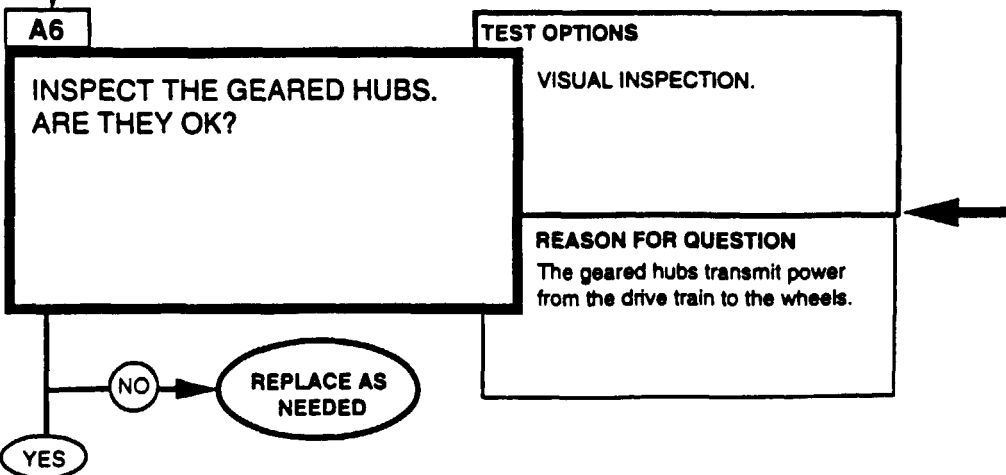 A6
INSPECT THE GEARED HUBS.
ARE THEY OK?
TEST OPTIONS
VISUAL INSPECTION.
REASON FOR QUESTION
The geared hubs transmit power
from the drive train to the wheels.
NO
REPLACE AS
NEEDED
YES